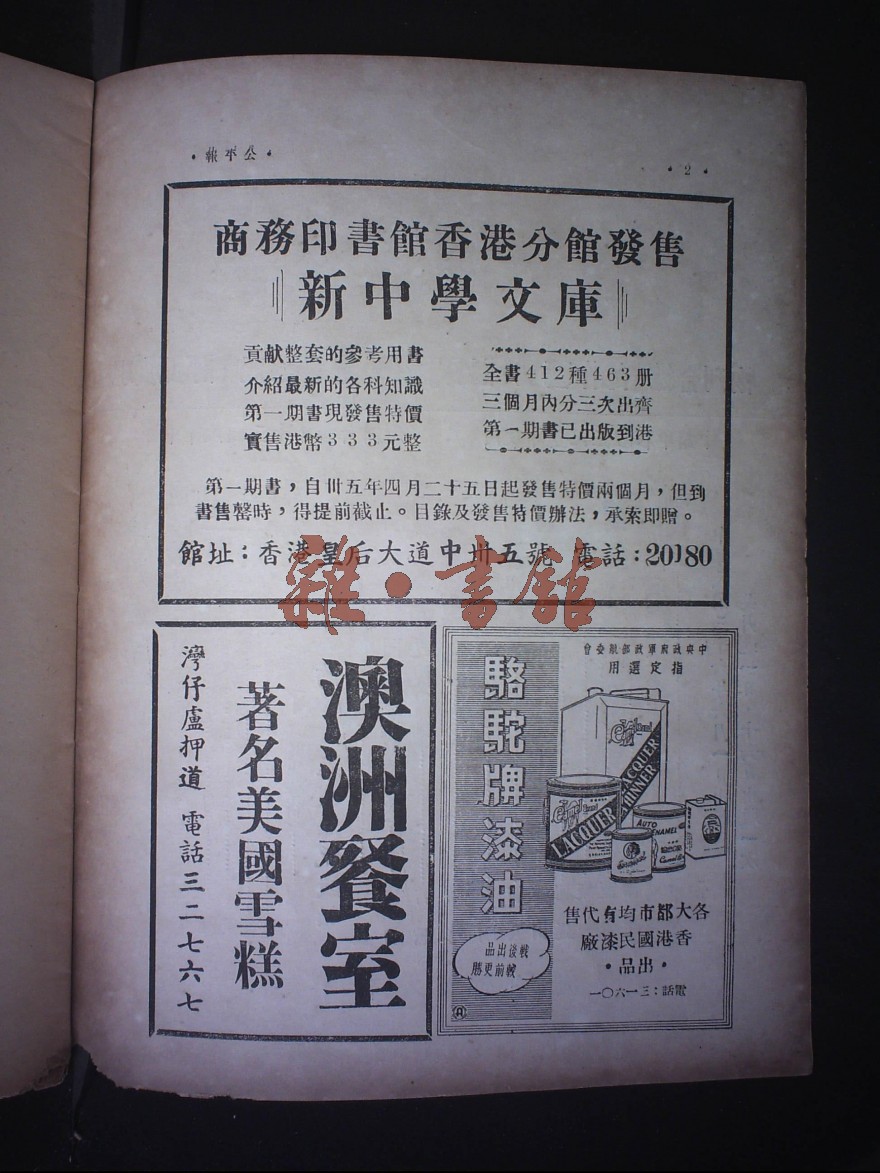 ・公平報・
・2・
商務印書館香港分館發售
新中學文庫
貢獻整套的參考用書
介紹最新的各科知識
第一期書現發售特價
實售港幣333元整
全書412種463册
三個月內分三次出齊
第一期書已出版到港
第一期書，自卅五年四月二十五日起發售特價兩個月，但到
書售罄時，得提前截止。目錄及發售特價辦法，承索即贈。
館址：香港皇后大道中卅五號 電話：20180
雜・書館
澳洲餐室
著名美國雪糕
灣仔盧押道 電話三二七六六七
中央政府軍政部駐委會
指定選用
駱駝牌漆油
LACQUER THINNER
LACQUER
AUTO ENAMEL
戰後出品
戰前更勝
各大都市均有代售
香港國民漆廠
・出品・
電話：三一六〇一